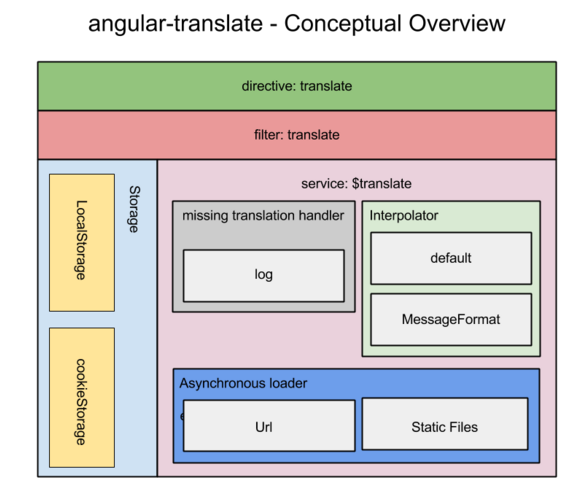 angular-translate - Conceptual Overview
directive: translate
filter: translate
Storage
LocalStorage
cookieStorage
service: $translate
missing translation handler
log
Interpolator
default
MessageFormat
Asynchronous loader
Url
Static Files